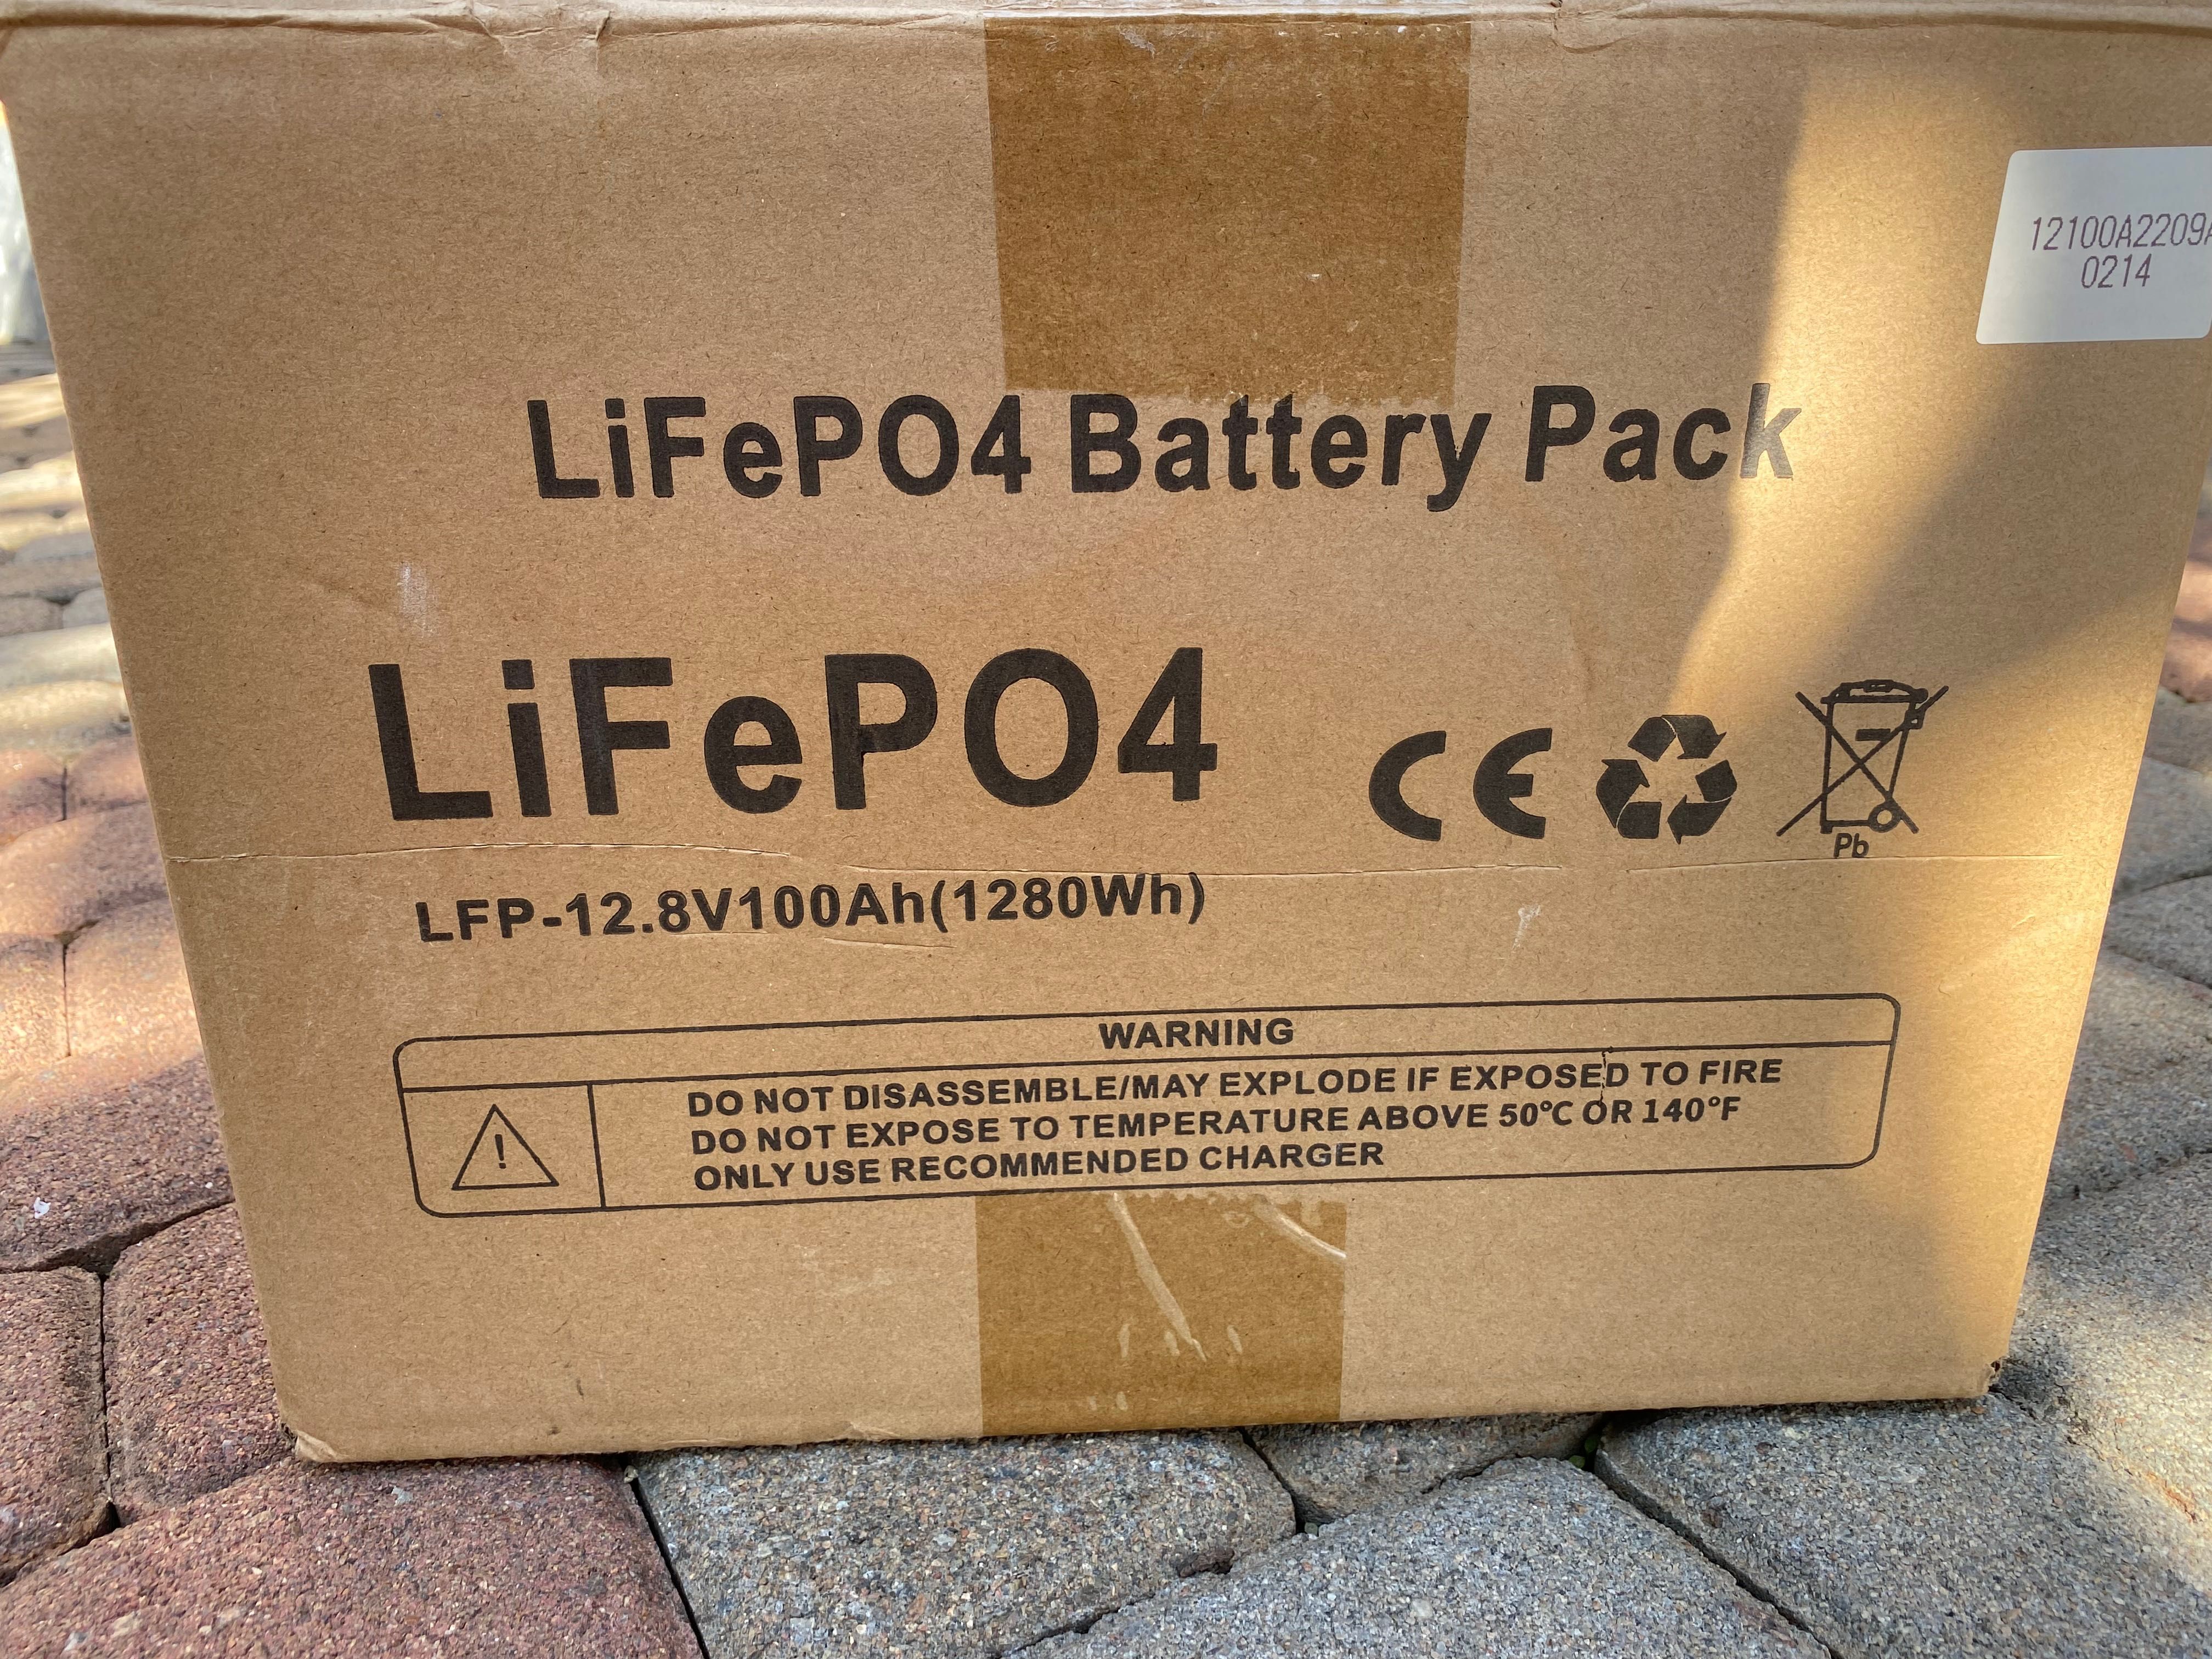 12100A2209
0214
LiFePO4 Battery Pack
LiFePO4
CE
Pb
LFP-12.8V100Ah(1280Wh)
WARNING
!
DO NOT DISASSEMBLE/MAY EXPLODE IF EXPOSED TO FIRE
DO NOT EXPOSE TO TEMPERATURE ABOVE 50°C OR 140°F
ONLY USE RECOMMENDED CHARGER